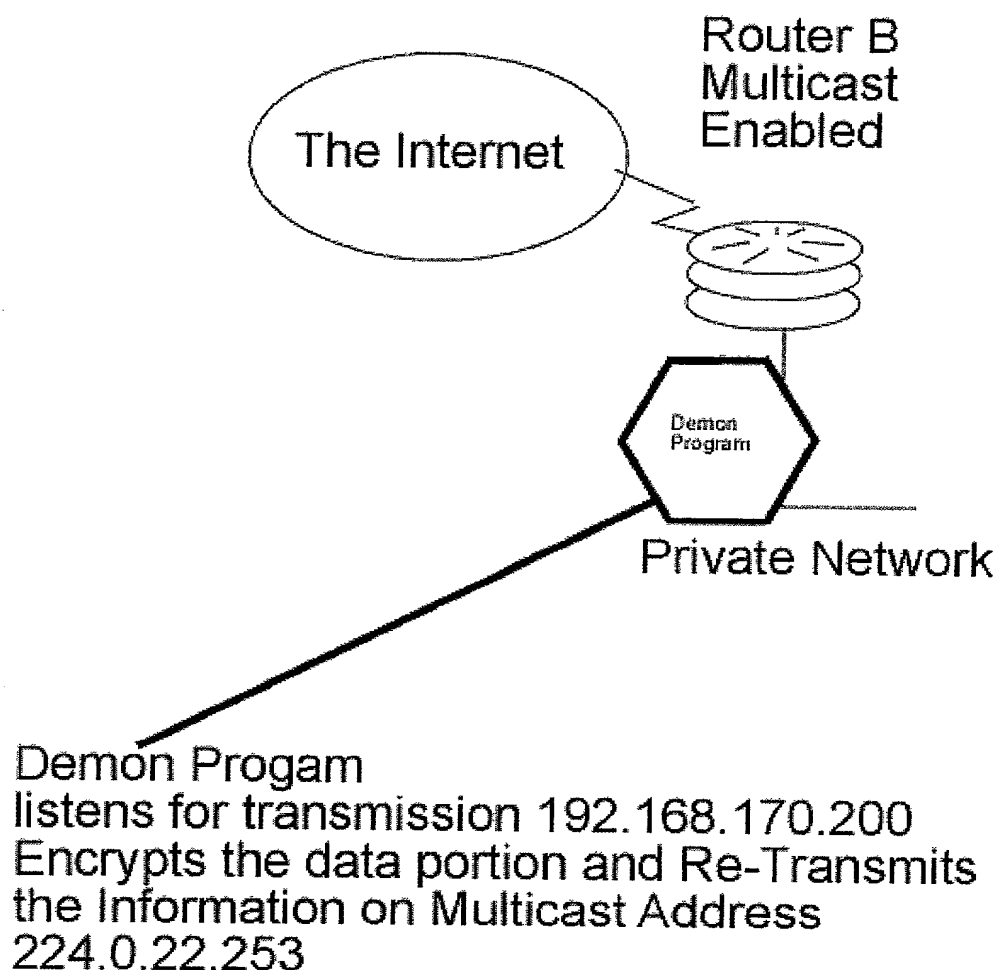 Router B
Multicast
Enabled
The Internet
Demon
Program
Private Network
Demon Progam
listens for transmission 192.168.170.200
Encrypts the data portion and Re-Transmits
the Information on Multicast Address
224.0.22.253